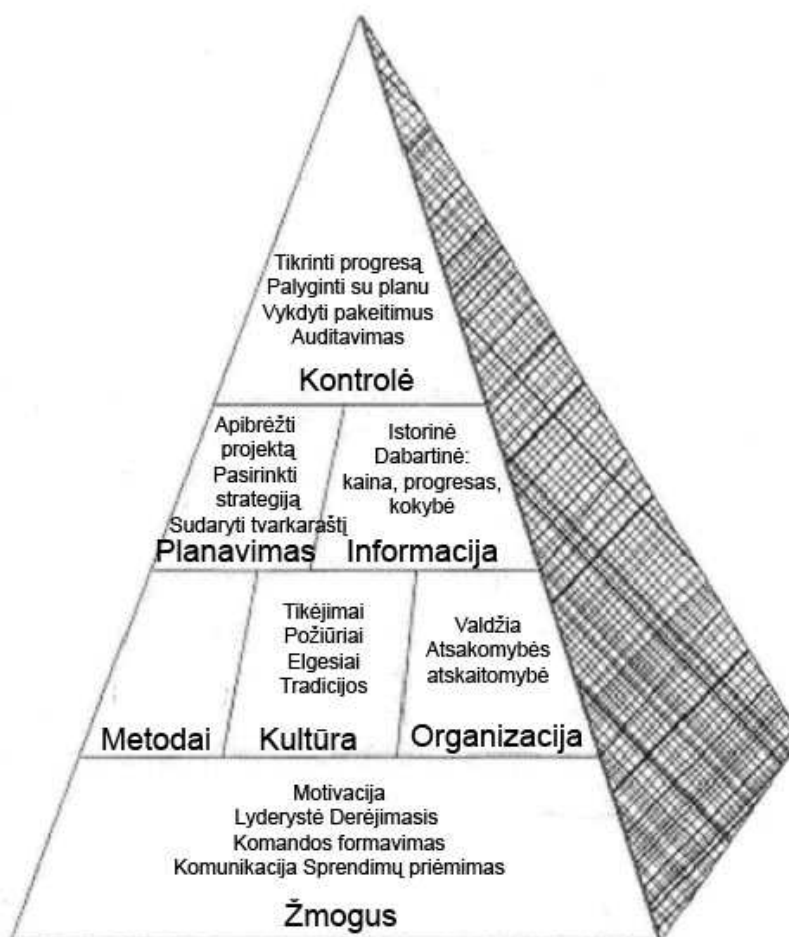 Tikrinti progresą
Palyginti su planu
Vykdyti pakeitimus
Auditavimas
Kontrolė
Apibrėžti
projektą
Pasirinkti
strategiją
Sudaryti tvarkaraštį
Planavimas
Istorinė
Dabartinė:
kaina, progresas,
kokybė
Informacija
Metodai
Tikėjimai
Požiūriai
Elgesiai
Tradicijos
Kultūra
Valdžia
Atsakomybės
atskaitomybė
Organizacija
Motivacija
Lyderystė Derėjimasis
Komandos formavimas
Komunikacija Sprendimų priėmimas
Žmogus